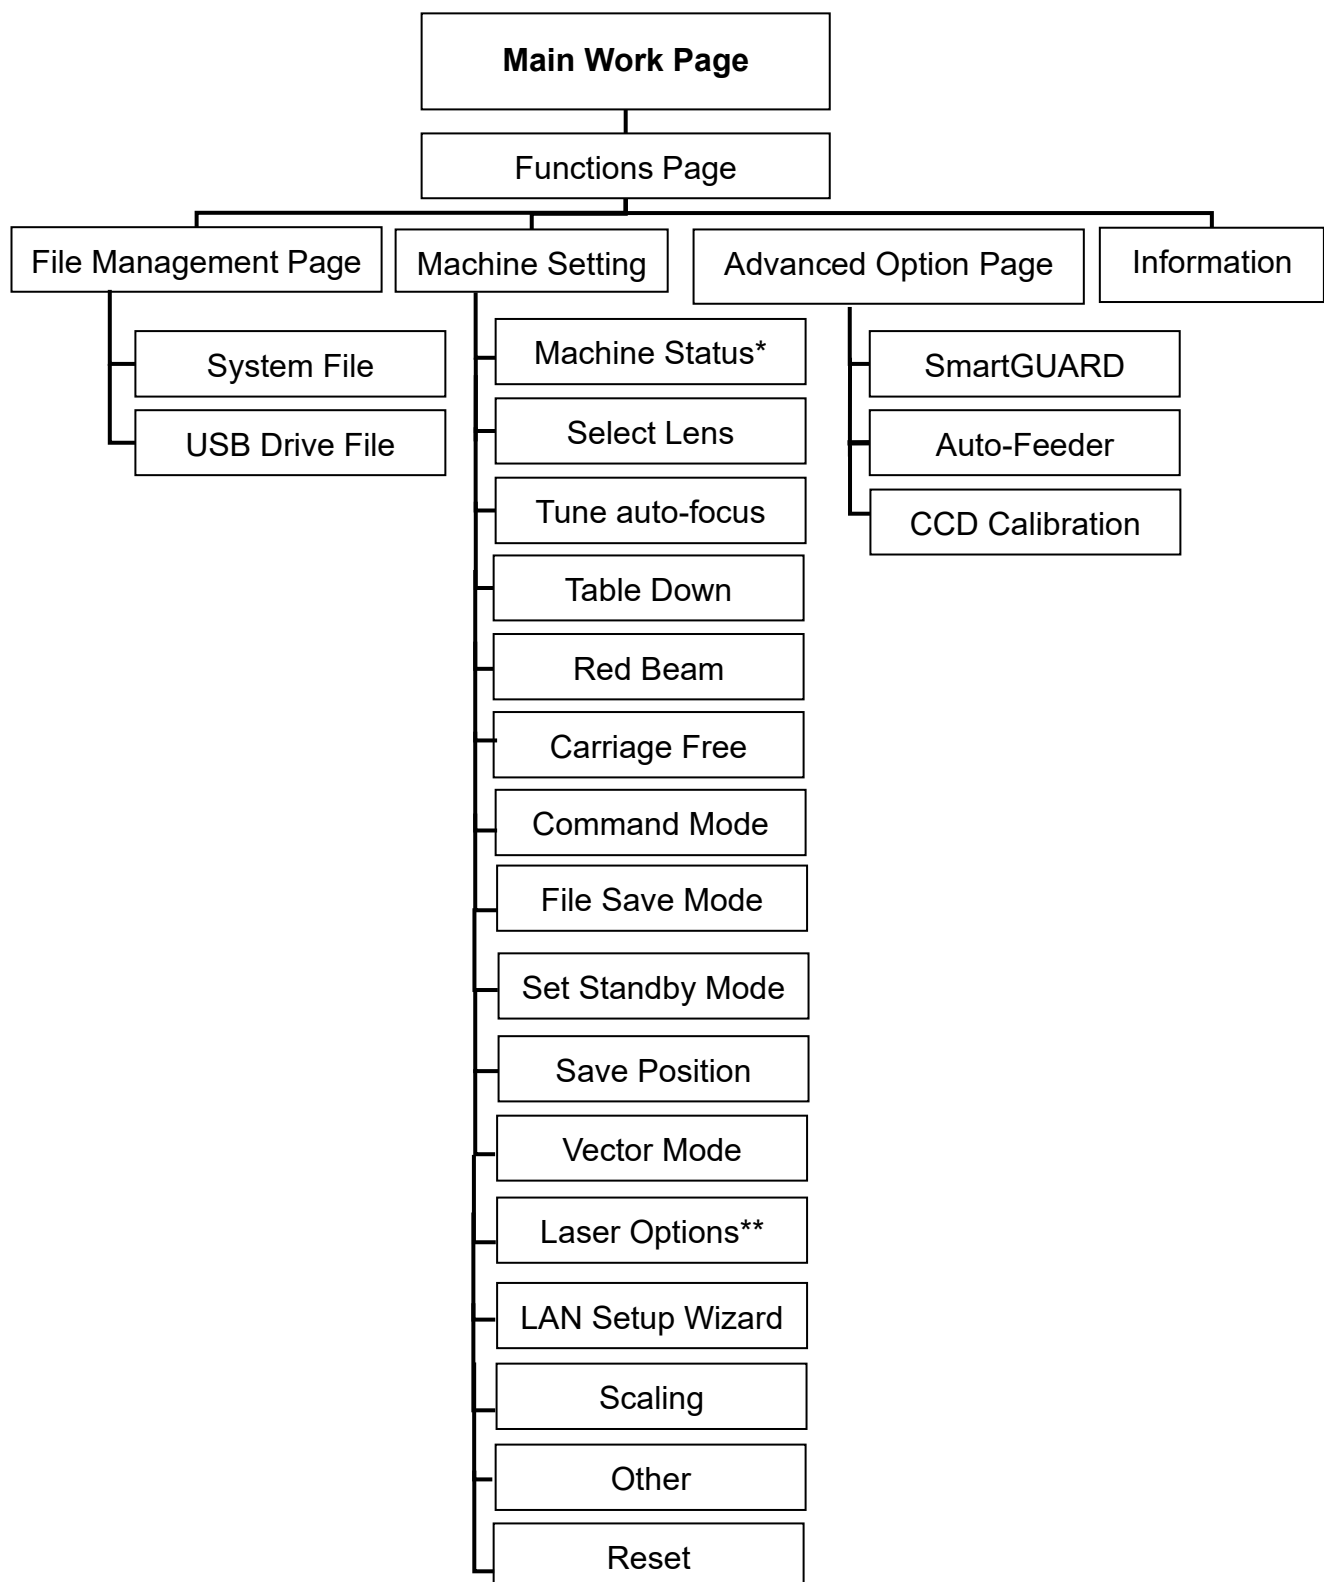 Main Work Page
Functions Page
File Management Page
Machine Setting
Advanced Option Page
Information
System File
USB Drive File
Machine Status*
Select Lens
Tune auto-focus
Table Down
Red Beam
Carriage Free
Command Mode
File Save Mode
Set Standby Mode
Save Position
Vector Mode
Laser Options**
LAN Setup Wizard
Scaling
Other
Reset
SmartGUARD
Auto-Feeder
CCD Calibration